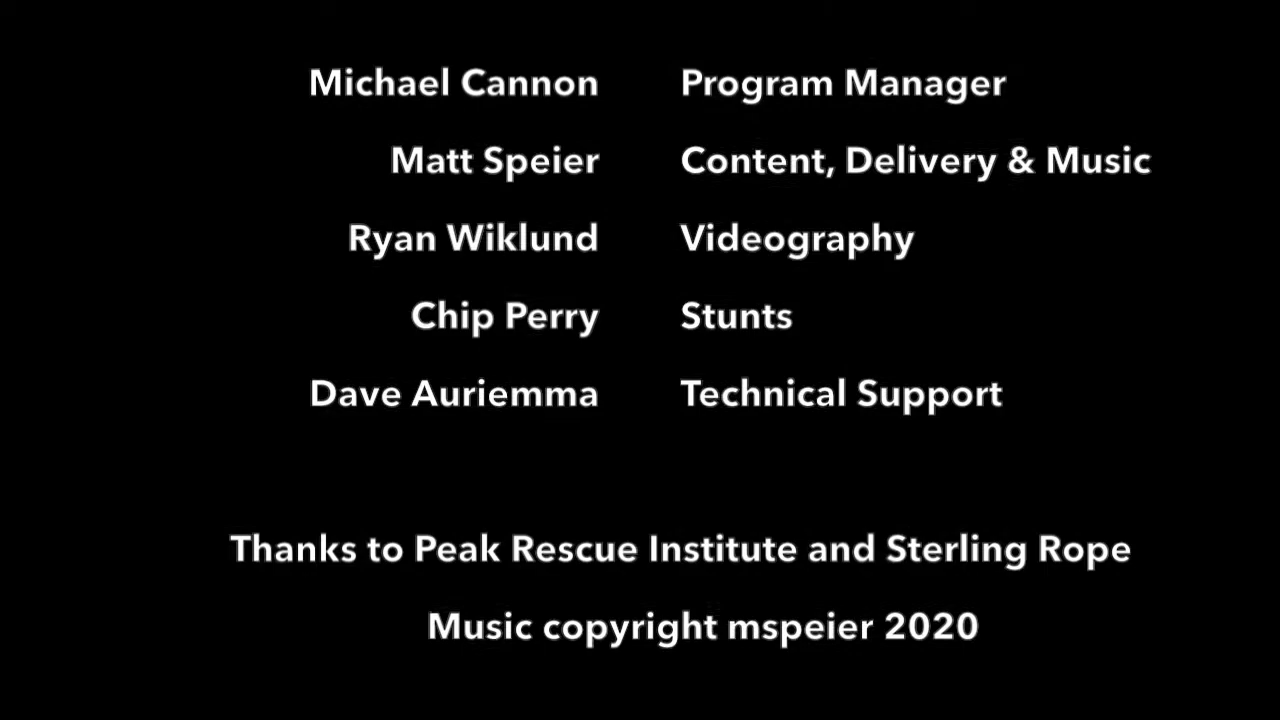 Michael Cannon Program Manager
Matt Speier Content, Delivery & Music
Ryan Wiklund Videography
Chip Perry Stunts
Dave Auriemma Technical Support
Thanks to Peak Rescue Institute and Sterling Rope
Music copyright mspeier 2020